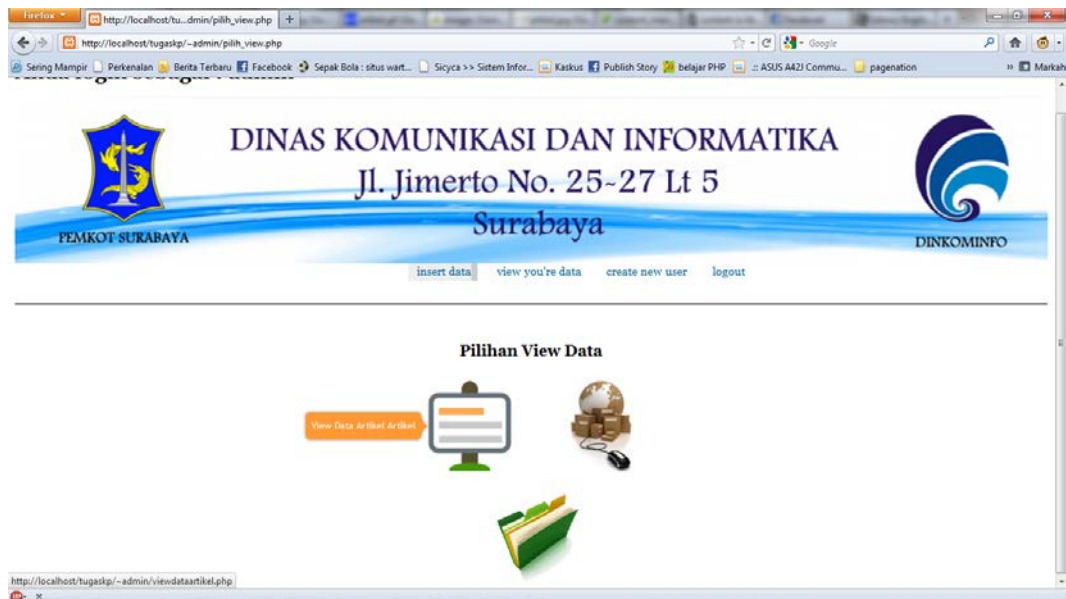 Firefox
http://localhost/tu...dmin/pilih_view.php +
http://localhost/tugaskp/~admin/pilih_view.php
Google
Sering Mampir Perkenalan Berita Terbaru Facebook Sepak Bola : situs wart... Sicyca >> Sistem Infor... Kaskus Publish Story belajar PHP .:: ASUS A42J Commu... pagenation » Markah
DINAS KOMUNIKASI DAN INFORMATIKA
Jl. Jimerto No. 25-27 Lt 5
Surabaya
PEMKOT SURABAYA
DINKOMINFO
insert data view you're data create new user logout
Pilihan View Data
View Data Artikel Artikel
http://localhost/tugaskp/~admin/viewdataartikel.php